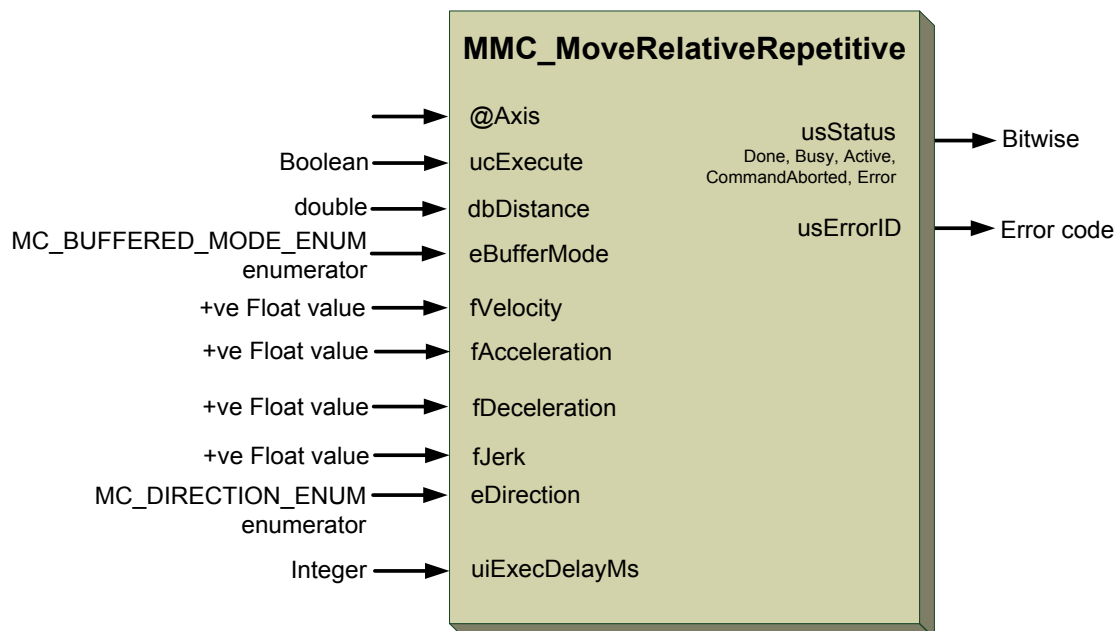 MMC_MoveRelativeRepetitive
@Axis
Boolean
ucExecute
double
dbDistance
MC_BUFFERED_MODE_ENUM
enumerator
eBufferMode
+ve Float value
fVelocity
+ve Float value
fAcceleration
+ve Float value
fDeceleration
+ve Float value
fJerk
MC_DIRECTION_ENUM
enumerator
eDirection
Integer
uiExecDelayMs
usStatus
Done, Busy, Active,
CommandAborted, Error
Bitwise
usErrorID
Error code